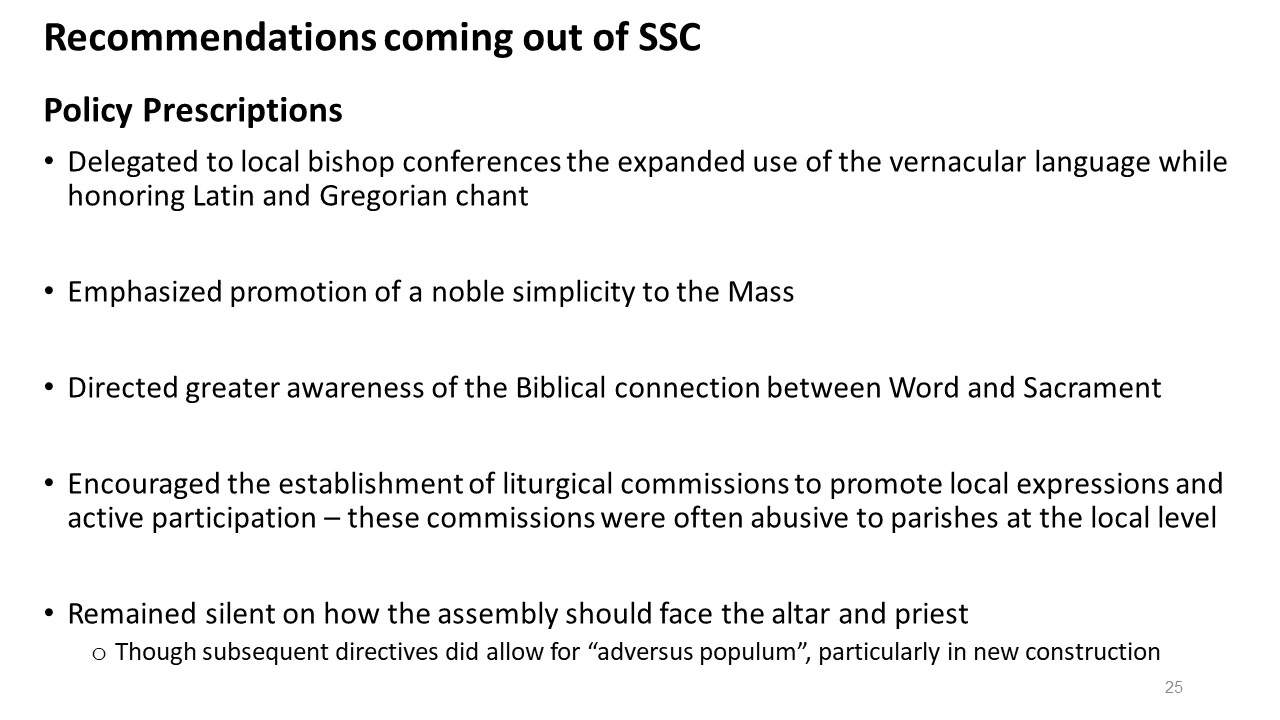 Recommendations coming out of SSC
Policy Prescriptions
• Delegated to local bishop conferences the expanded use of the vernacular language while
honoring Latin and Gregorian chant
• Emphasized promotion of a noble simplicity to the Mass
• Directed greater awareness of the Biblical connection between Word and Sacrament
• Encouraged the establishment of liturgical commissions to promote local expressions and
active participation – these commissions were often abusive to parishes at the local level
• Remained silent on how the assembly should face the altar and priest
o Though subsequent directives did allow for “adversus populum”, particularly in new construction
25